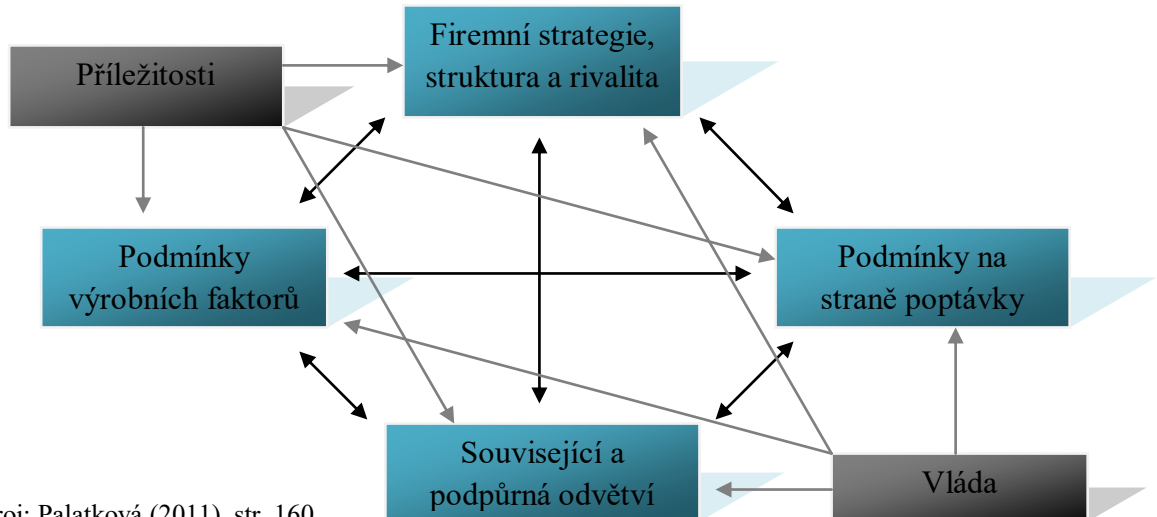 Firemní strategie,
struktura a rivalita
Příležitosti
Podmínky
výrobních faktorů
Podmínky na
straně poptávky
Související a
podpůrná odvětví
Vláda
Palatková (2011), str. 160